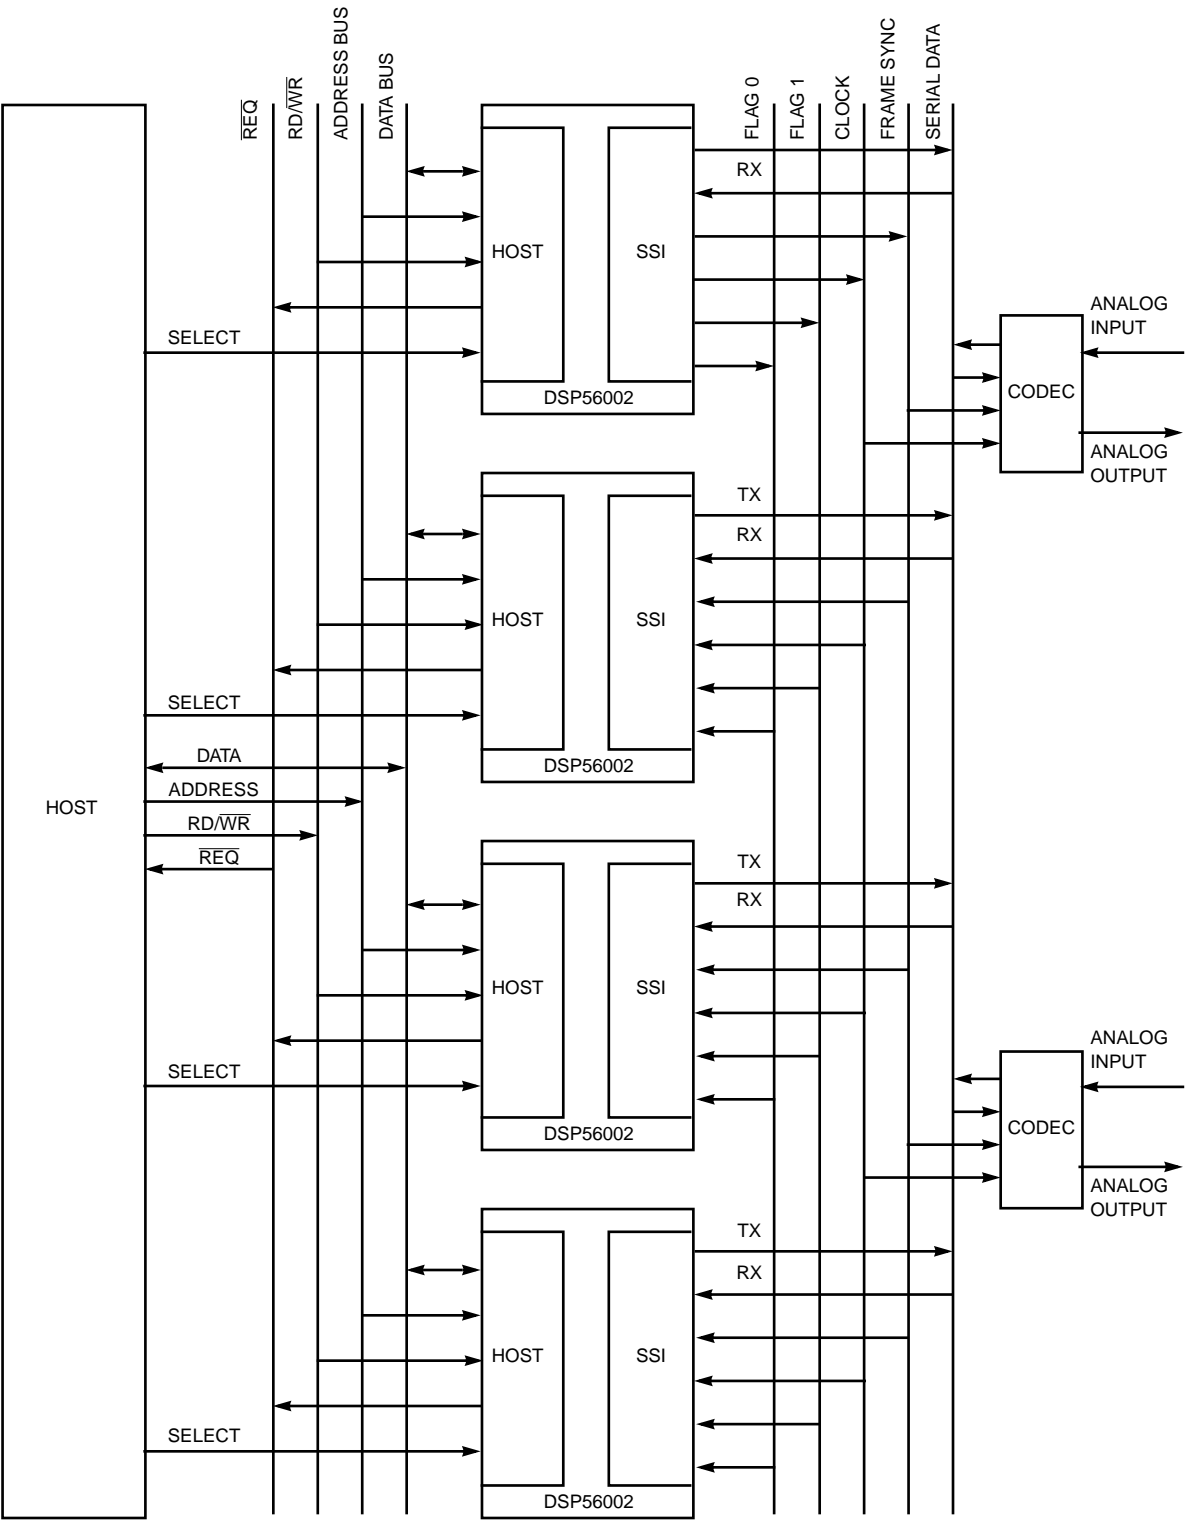 REQ
RD/WR
ADDRESS BUS
DATA BUS
FLAG 0
FLAG 1
CLOCK
FRAME SYNC
SERIAL DATA
RX
HOST
SSI
SELECT
DSP56002
ANALOG
INPUT
CODEC
ANALOG
OUTPUT
TX
RX
HOST
SSI
SELECT
DSP56002
DATA
ADDRESS
HOST
RD/WR
REQ
TX
RX
HOST
SSI
SELECT
DSP56002
ANALOG
INPUT
CODEC
ANALOG
OUTPUT
TX
RX
HOST
SSI
SELECT
DSP56002